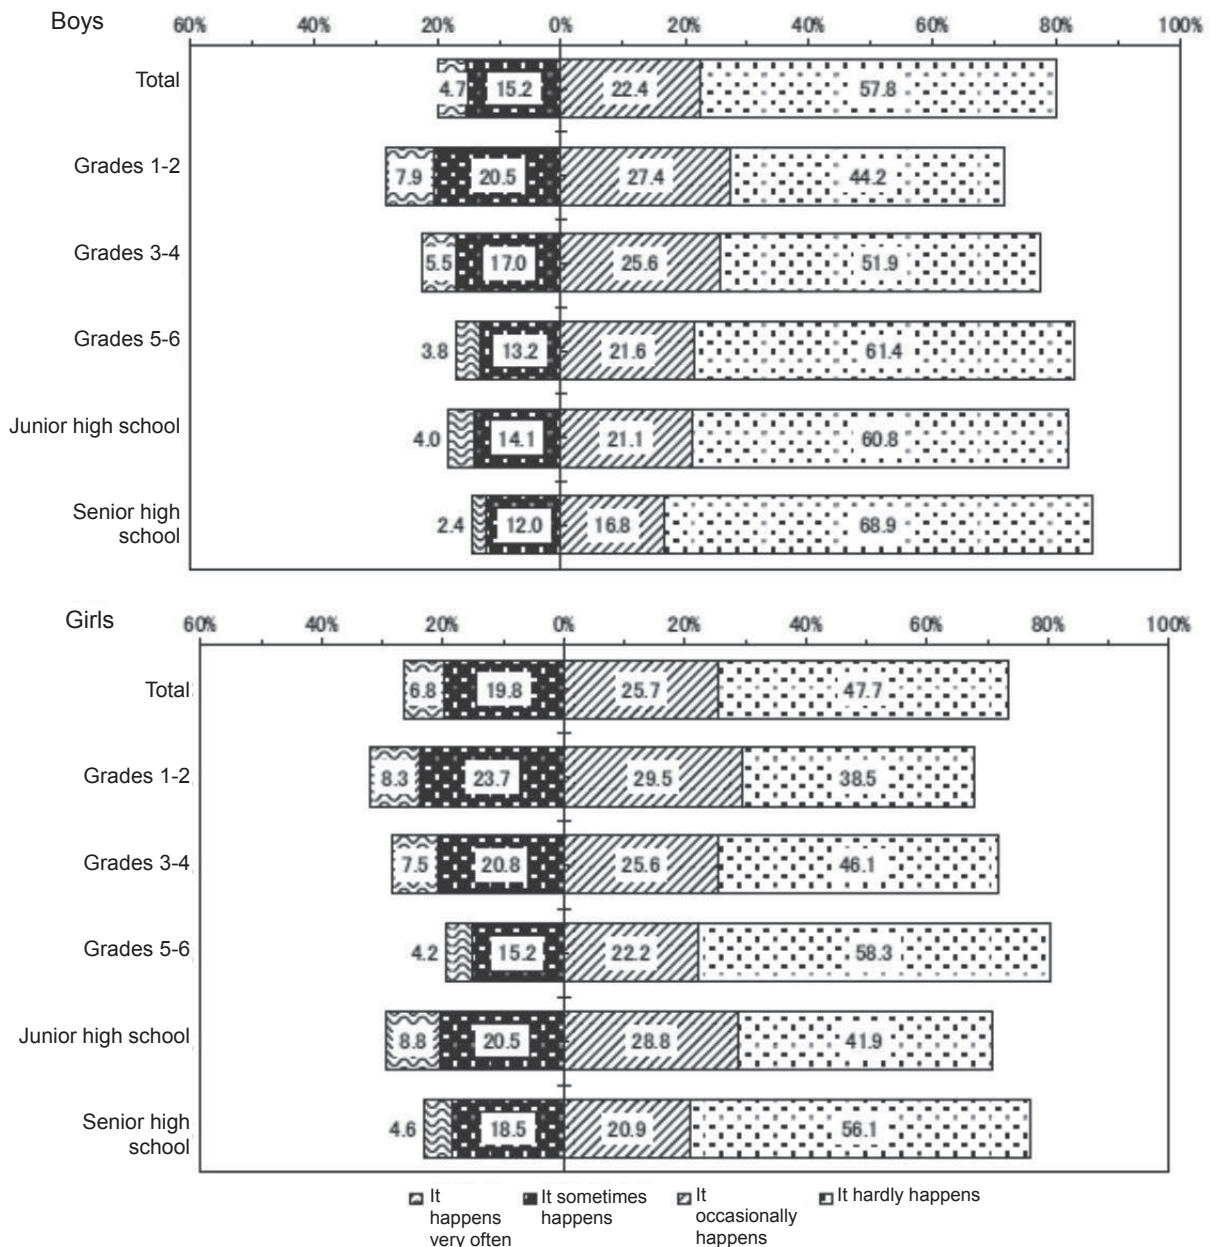 Boys
60% 40% 20% 0% 20% 40% 60% 80% 100%
Total 4.7 15.2 22.4 57.8
Grades 1-2 7.9 20.5 27.4 44.2
Grades 3-4 5.5 17.0 25.6 51.9
Grades 5-6 3.8 13.2 21.6 61.4
Junior high school 4.0 14.1 21.1 60.8
Senior high
school 2.4 12.0 16.8 68.9
Girls
60% 40% 20% 0% 20% 40% 60% 80% 100%
Total 6.8 19.8 25.7 47.7
Grades 1-2 8.3 23.7 29.5 38.5
Grades 3-4 7.5 20.8 25.6 46.1
Grades 5-6 4.2 15.2 22.2 58.3
Junior high school 8.8 20.5 28.8 41.9
Senior high
school 4.6 18.5 20.9 56.1
It
happens
very often
It sometimes
happens
It
occasionally
happens
It hardly happens